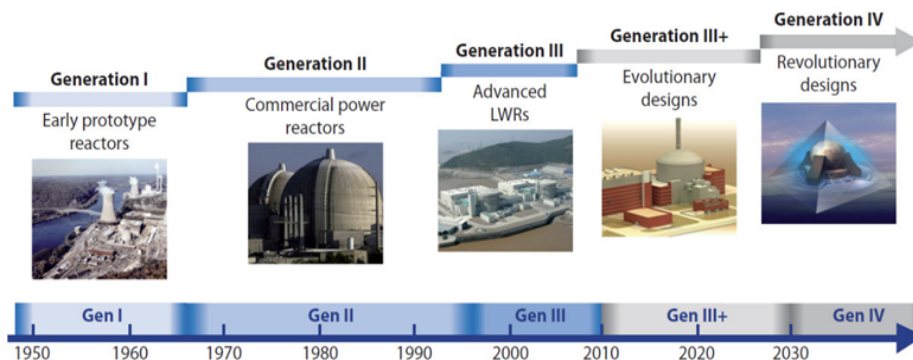 Generation I
Early prototype
reactors
Generation II
Commercial power
reactors
Generation III
Advanced
LWRs
Generation III+
Evolutionary
designs
Generation IV
Revolutionary
designs
Gen I Gen II Gen III Gen III+ Gen IV
1950 1960 1970 1980 1990 2000 2010 2020 2030